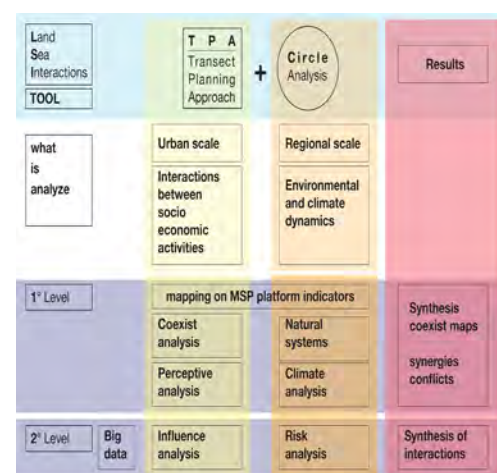 Land
Sea
Interactions
TOOL
T P A
Transect
Planning
Approach
+
Circle
Analysis
Results
what
is
analyze
Urban scale
Interactions
between
socio
economic
activities
Regional scale
Environmental
and climate
dynamics
1° Level
mapping on MSP platform indicators
Coexist
analysis
Perceptive
analysis
Natural
systems
Climate
analysis
Synthesis
coexist maps
synergies
conflicts
2° Level
Big
data
Influence
analysis
Risk
analysis
Synthesis of
interactions